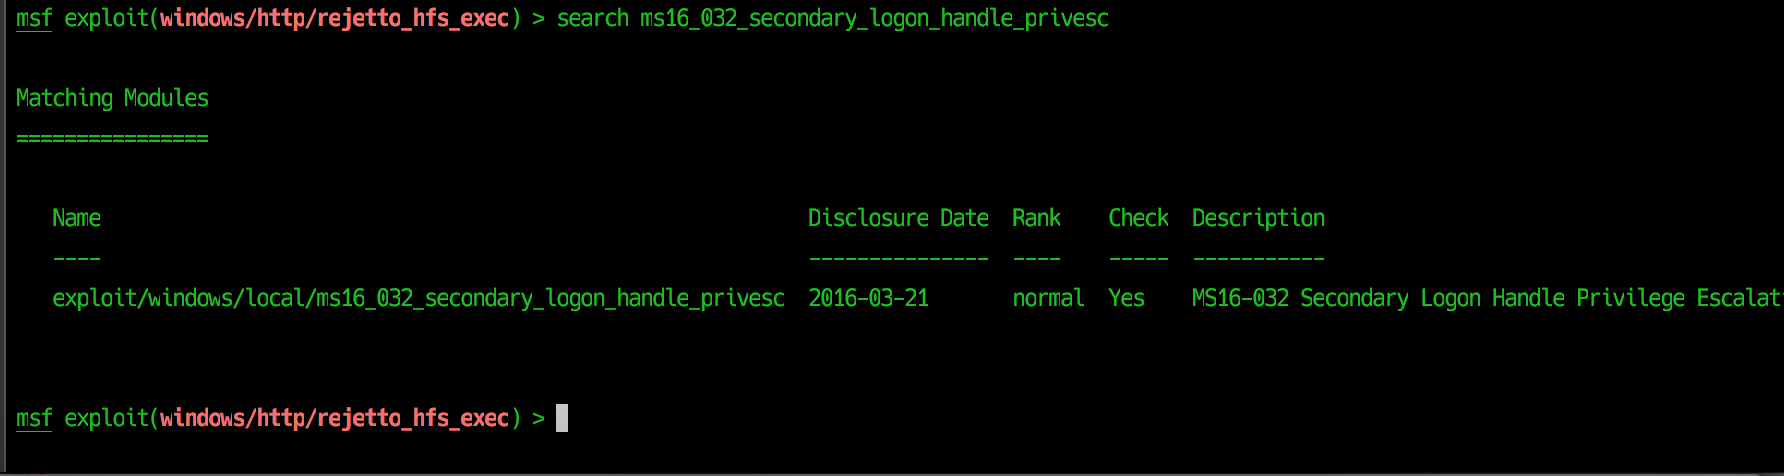 msf exploit(windows/http/rejetto_hfs_exec) > search ms16_032_secondary_logon_handle_privesc
Matching Modules
================
Name Disclosure Date Rank Check Description
---- --------------- ---- ----- -----------
exploit/windows/local/ms16_032_secondary_logon_handle_privesc 2016-03-21 normal Yes MS16-032 Secondary Logon Handle Privilege Escalat
msf exploit(windows/http/rejetto_hfs_exec) >